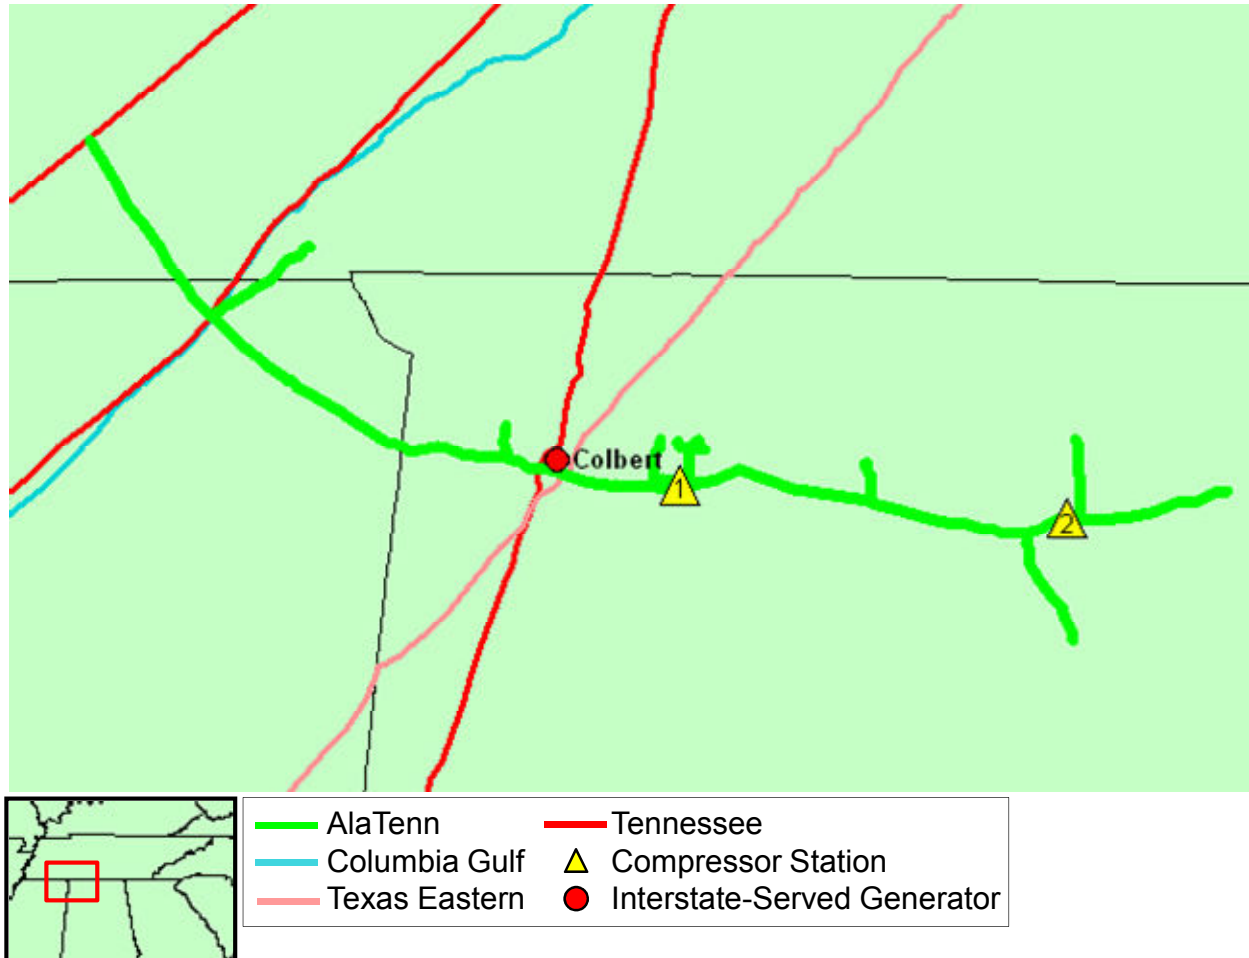 Colbert
1
2
AlaTenn
Tennessee
Columbia Gulf
Compressor Station
Texas Eastern
Interstate-Served Generator